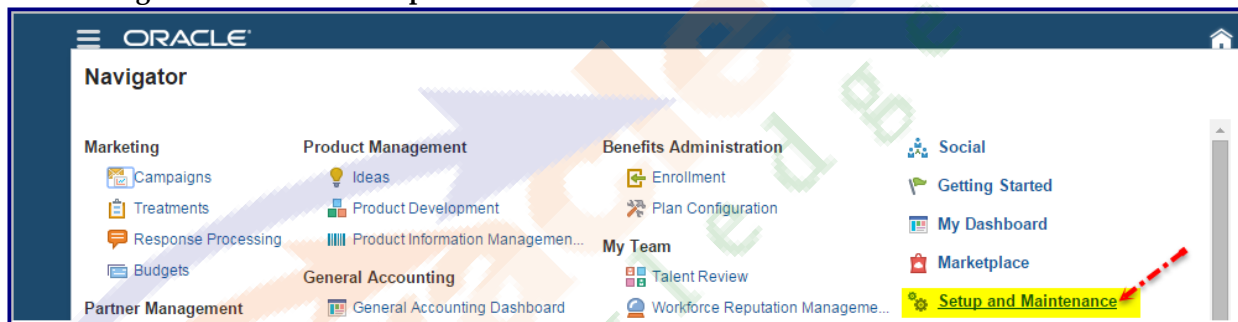 ORACLE
Navigator
Marketing
Campaigns
Treatments
Response Processing
Budgets
Partner Management
Product Management
Ideas
Product Development
Product Information Managemen...
General Accounting
General Accounting Dashboard
Benefits Administration
Enrollment
Plan Configuration
My Team
Talent Review
Workforce Reputation Manageme...
Social
Getting Started
My Dashboard
Marketplace
Setup and Maintenance